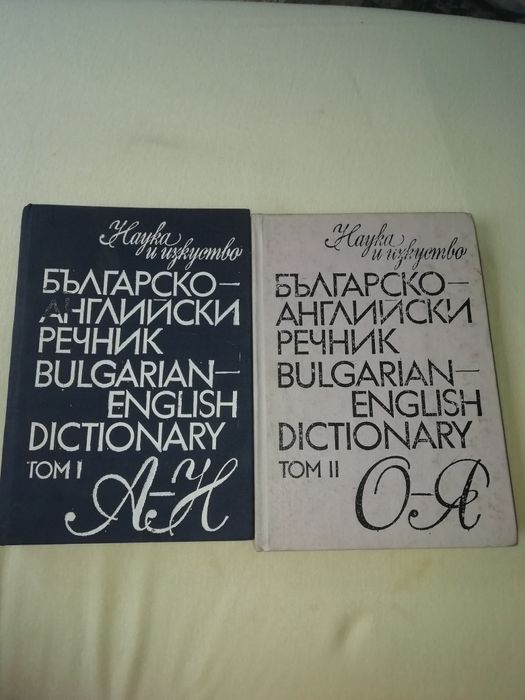 Наука
и изкуство
БЪЛГАРСКО–
АНГЛИЙСКИ
РЕЧНИК
BULGARIAN–
ENGLISH
DICTIONARY
ТОМ I
А–Н
Наука
и изкуство
БЪЛГАРСКО–
АНГЛИЙСКИ
РЕЧНИК
BULGARIAN–
ENGLISH
DICTIONARY
ТОМ II
О–Я